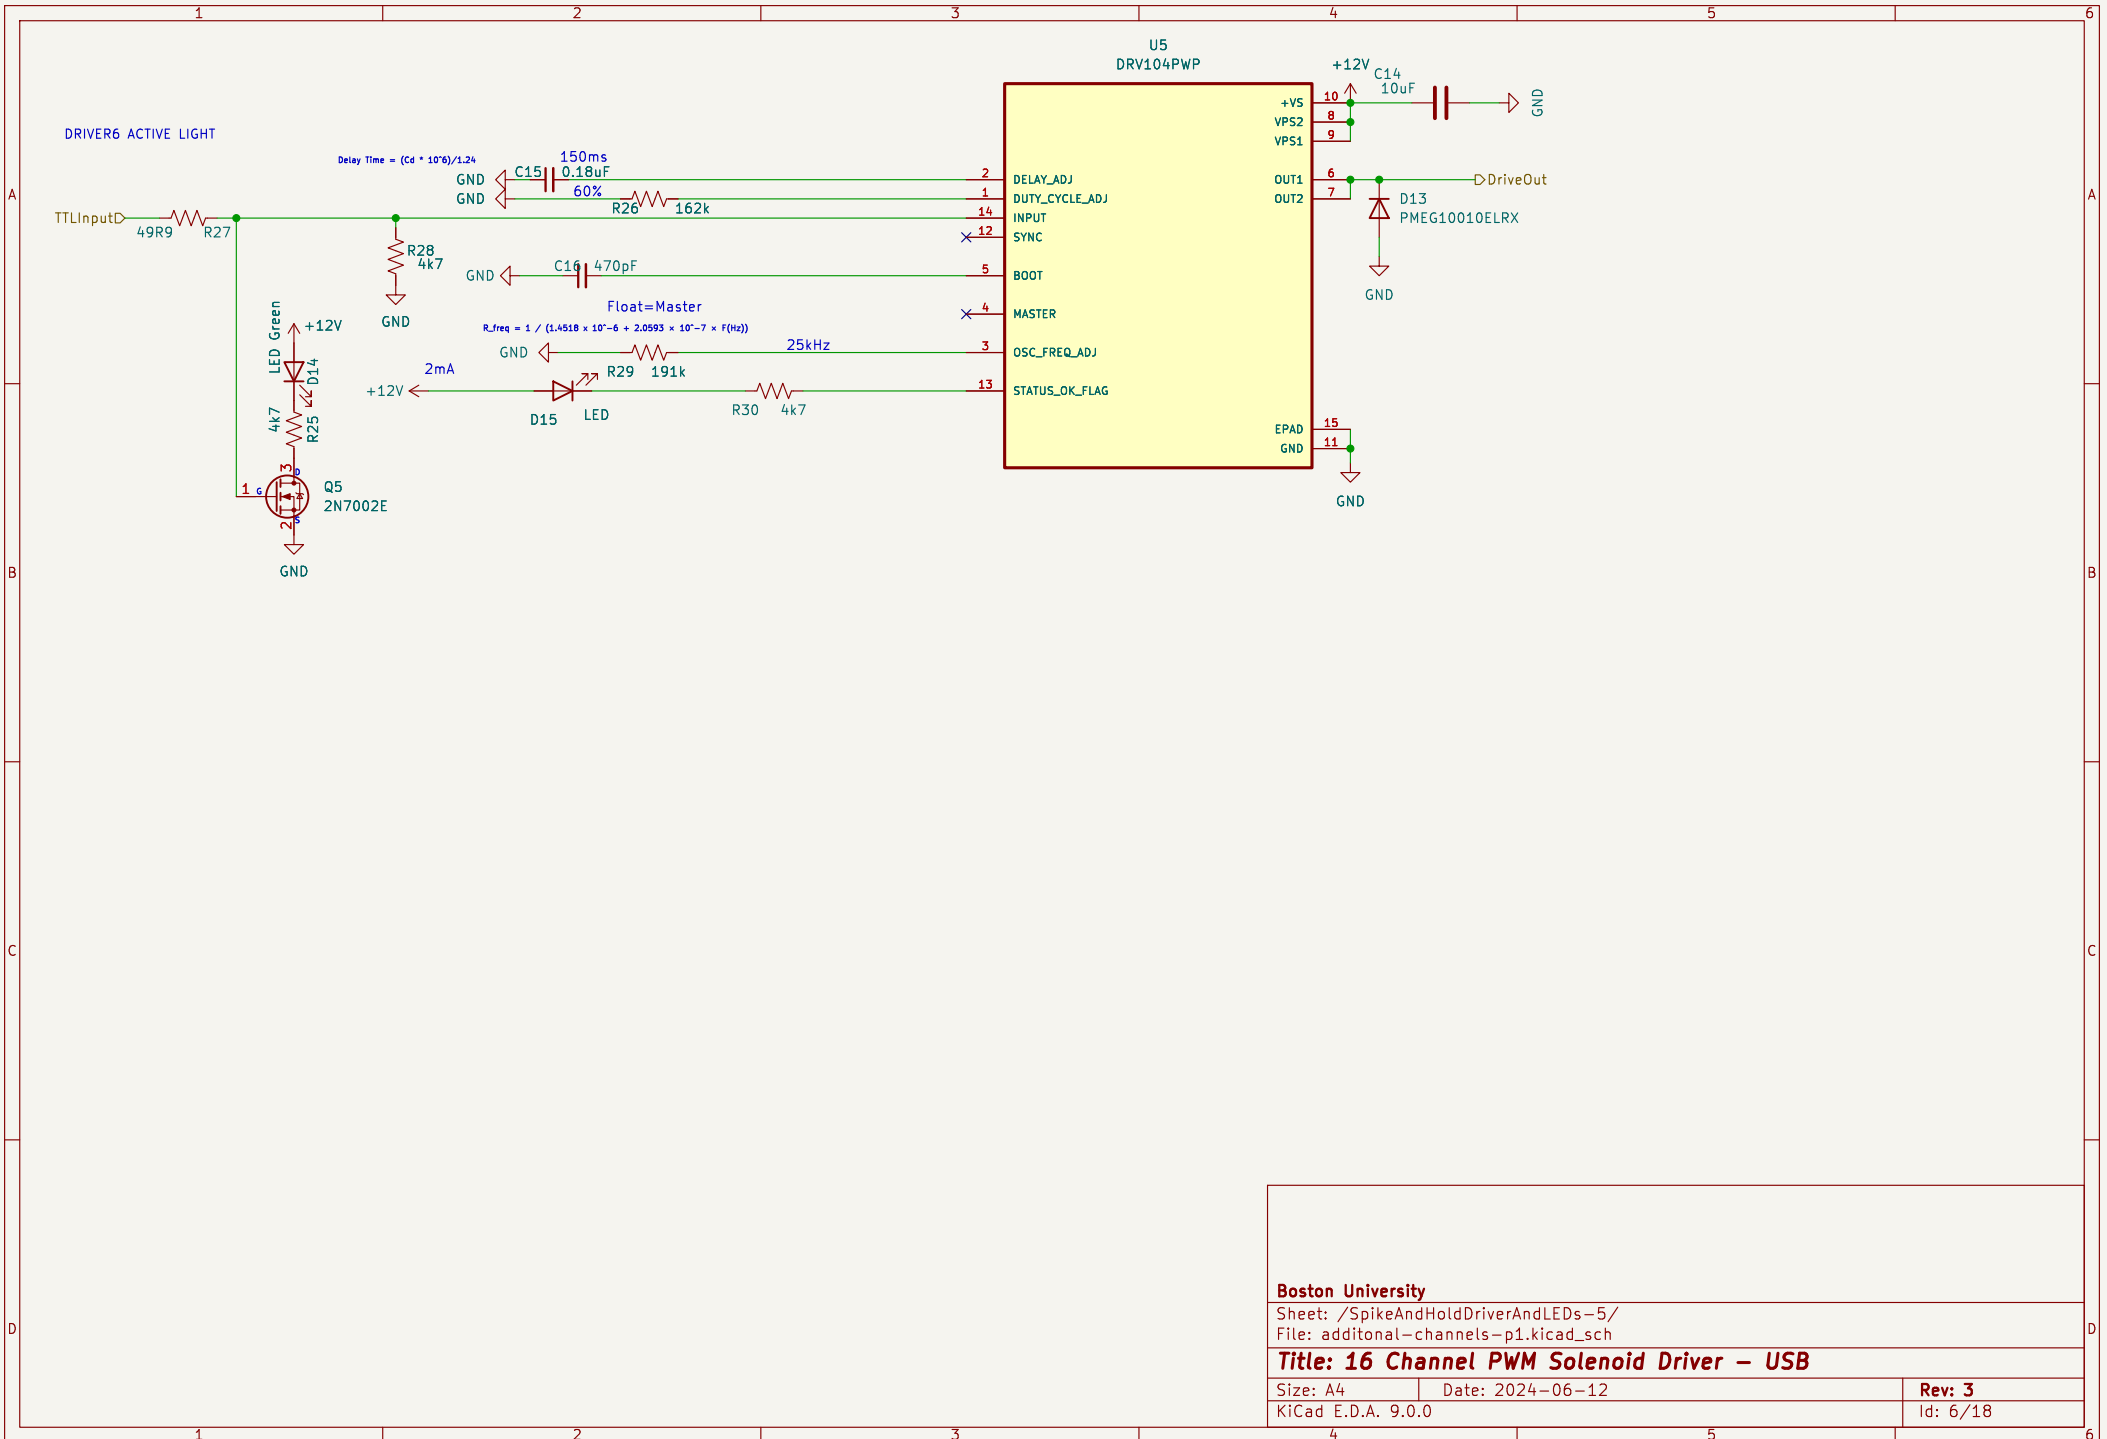 1 2 3 4 5 6
U5
DRV104PWP
+12V
C14
10uF
GND
10 +VS
8 VPS2
9 VPS1
DRIVER6 ACTIVE LIGHT
Delay Time = (Cd * 10^6)/1.24
150ms
C15 0.18uF
GND
2 DELAY_ADJ
60%
GND
R26 162k
1 DUTY_CYCLE_ADJ
OUT1 6
OUT2 7
DriveOut
D13
PMEG10010ELRX
GND
A
A
TTLInput
49R9 R27
14 INPUT
12 SYNC
R28
4k7
GND
GND
C16 470pF
5 BOOT
Float=Master
4 MASTER
R_freq = 1 / (1.4518 x 10^-6 + 2.0593 × 10^-7 × F(Hz))
GND
25kHz
R29 191k
3 OSC_FREQ_ADJ
2mA
+12V
D15
LED
R30 4k7
13 STATUS_OK_FLAG
LED Green
+12V
D14
4k7
R25
3 D
1 G
2 S
Q5
2N7002E
GND
EPAD 15
GND 11
GND
B
B
C
C
D
D
Boston University
Sheet: /SpikeAndHoldDriverAndLEDs-5/
File: additonal-channels-p1.kicad_sch
Title: 16 Channel PWM Solenoid Driver - USB
Size: A4 Date: 2024-06-12 Rev: 3
KiCad E.D.A. 9.0.0 Id: 6/18
1 2 3 4 5 6